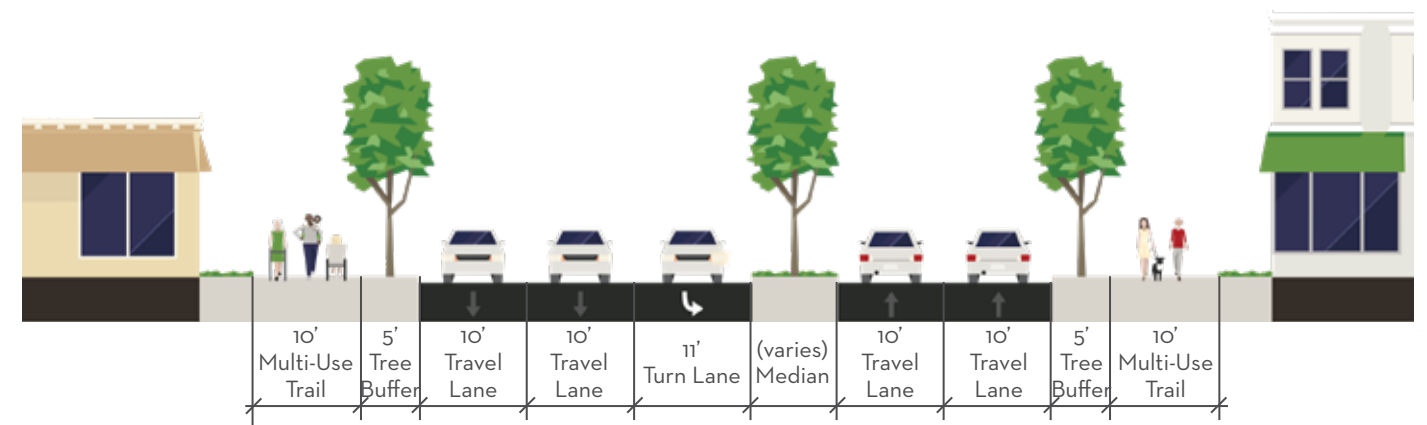 10’
Multi-Use
Trail
5’
Tree
Buffer
10’
Travel
Lane
10’
Travel
Lane
11’
Turn Lane
(varies)
Median
10’
Travel
Lane
10’
Travel
Lane
5’
Tree
Buffer
10’
Multi-Use
Trail